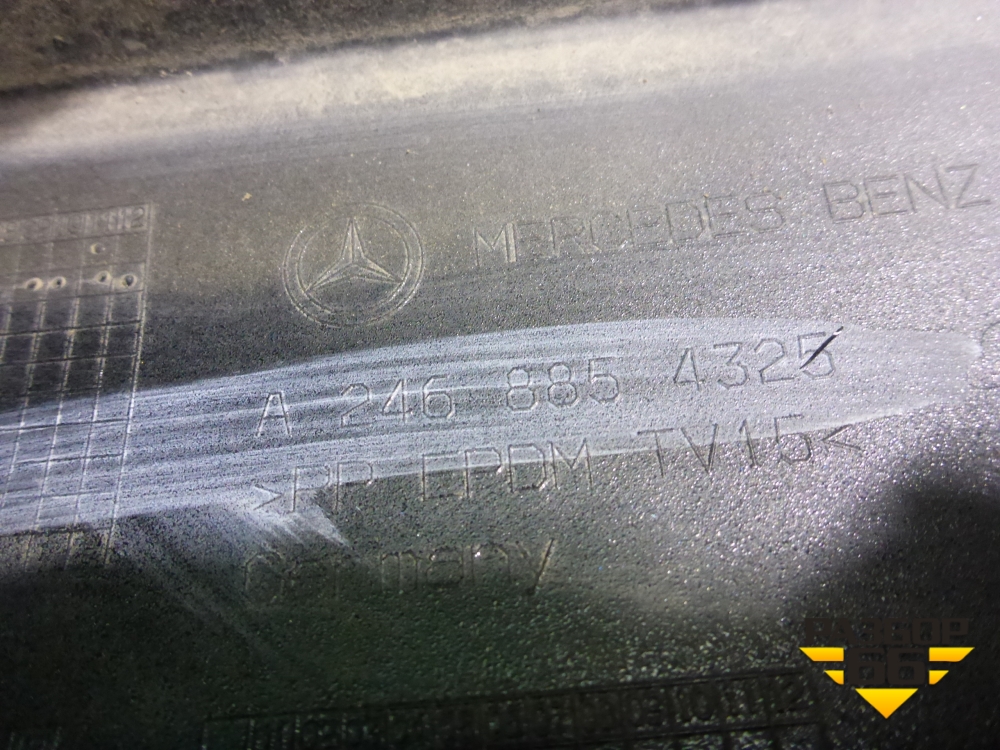 MERCEDES BENZ
A 246 885 4325
>PP EPDM TV15<
Germany